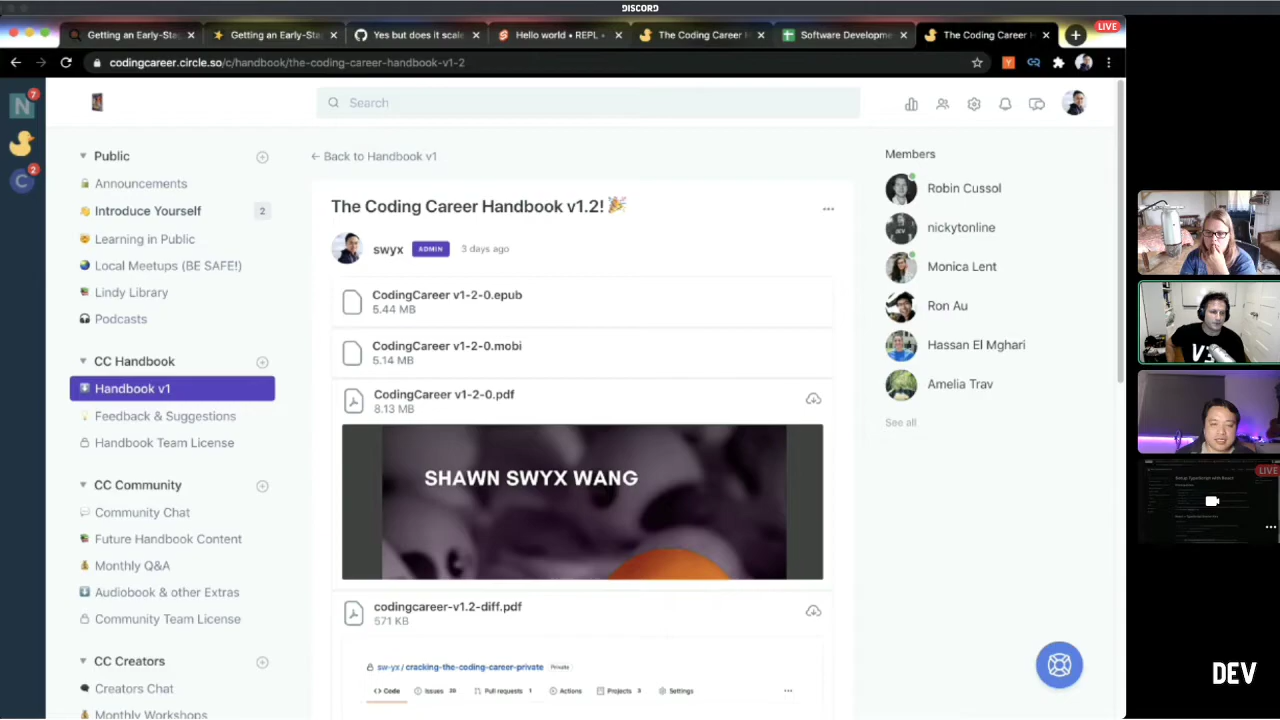 DISCORD
Getting an Early-Sta
Getting an Early-Sta
Yes but does it scale
Hello world • REPL •
The Coding Career H
Software Developme
The Coding Career H
LIVE
codingcareer.circle.so/c/handbook/the-coding-career-handbook-v1-2
N
7
C
2
Search
Public
Announcements
Introduce Yourself
2
Learning in Public
Local Meetups (BE SAFE!)
Lindy Library
Podcasts
CC Handbook
Handbook v1
Feedback & Suggestions
Handbook Team License
CC Community
Community Chat
Future Handbook Content
Monthly Q&A
Audiobook & other Extras
Community Team License
CC Creators
Creators Chat
Monthly Workshops
← Back to Handbook v1
The Coding Career Handbook v1.2!
swyx
ADMIN
3 days ago
CodingCareer v1-2-0.epub
5.44 MB
CodingCareer v1-2-0.mobi
5.14 MB
CodingCareer v1-2-0.pdf
8.13 MB
SHAWN SWYX WANG
codingcareer-v1.2-diff.pdf
571 KB
sw-yx / cracking-the-coding-career-private
Private
Code
Issues
Pull requests 1
Actions
Projects 3
Settings
Members
Robin Cussol
nickytonline
Monica Lent
Ron Au
Hassan El Mghari
Amelia Trav
See all
LIVE
DEV